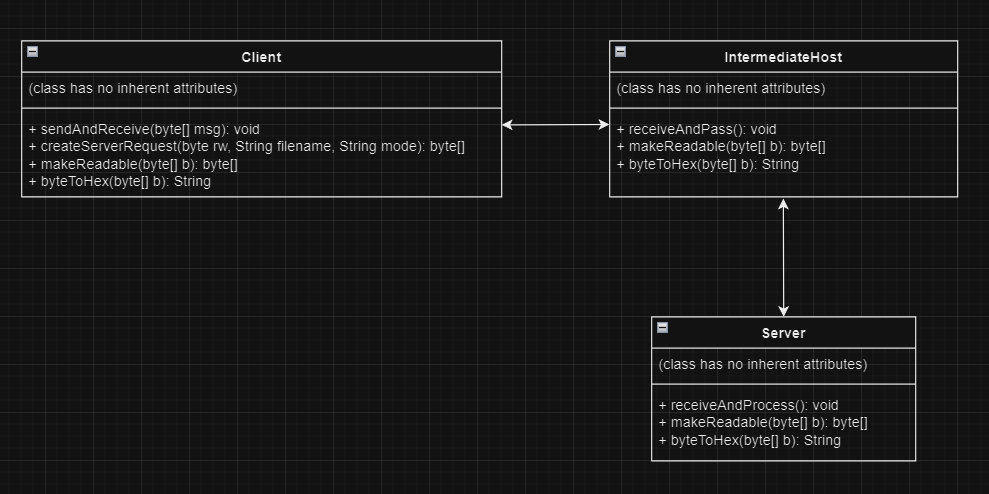 Client
(class has no inherent attributes)
+ sendAndReceive(byte[] msg): void
+ createServerRequest(byte rw, String filename, String mode): byte[]
+ makeReadable(byte[] b): byte[]
+ byteToHex(byte[] b): String
IntermediateHost
(class has no inherent attributes)
+ receiveAndPass(): void
+ makeReadable(byte[] b): byte[]
+ byteToHex(byte[] b): String
Server
(class has no inherent attributes)
+ receiveAndProcess(): void
+ makeReadable(byte[] b): byte[]
+ byteToHex(byte[] b): String